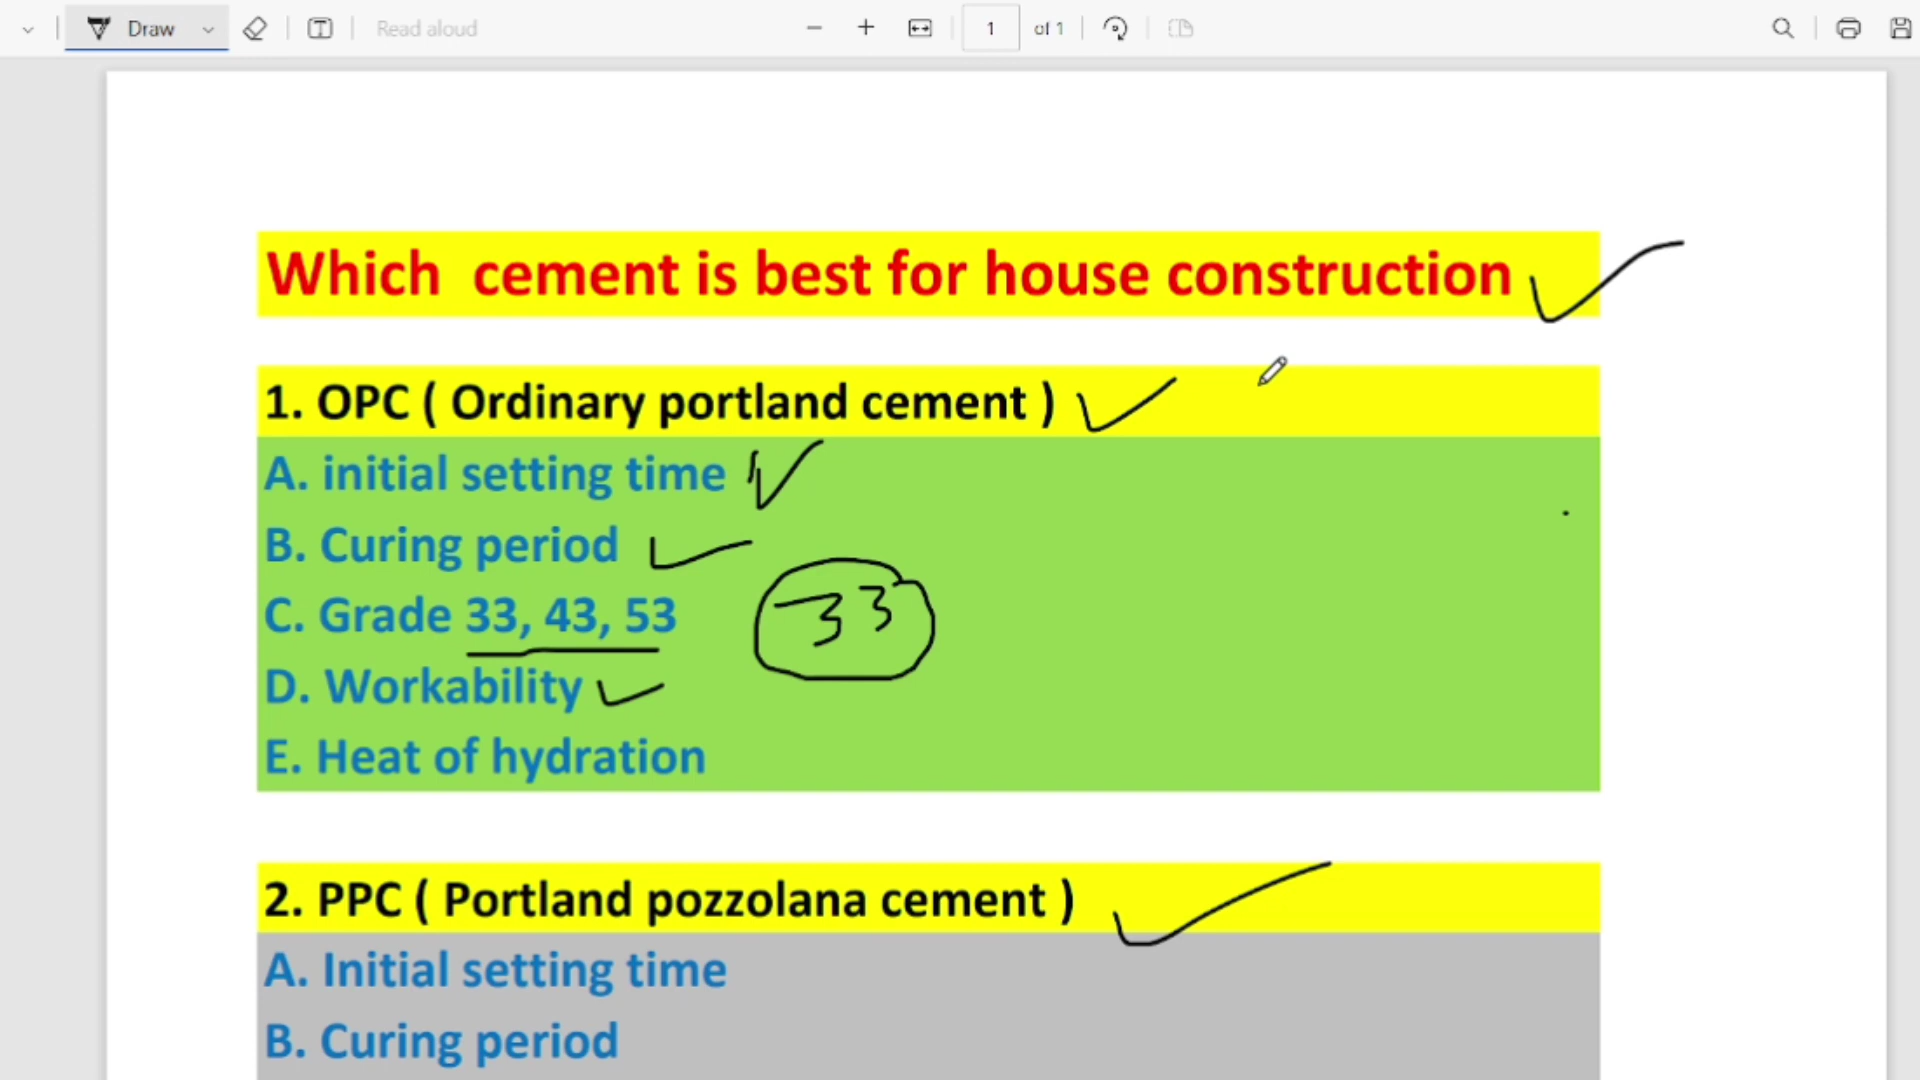 Draw
Read aloud
1 of 1
Which cement is best for house construction
1. OPC ( Ordinary portland cement )
A. initial setting time
B. Curing period
C. Grade 33, 43, 53
33
D. Workability
E. Heat of hydration
2. PPC ( Portland pozzolana cement )
A. Initial setting time
B. Curing period